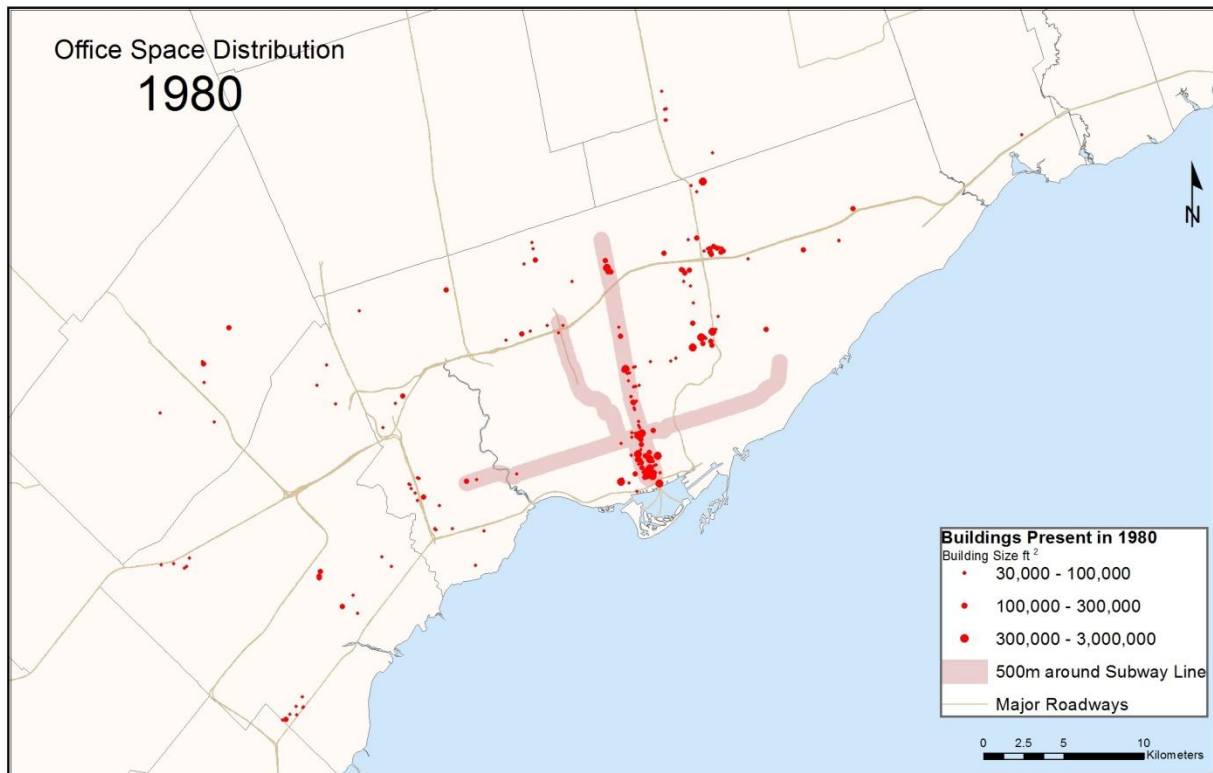 Office Space Distribution
1980
N
Buildings Present in 1980
Building Size ft ²
30,000 - 100,000
100,000 - 300,000
300,000 - 3,000,000
500m around Subway Line
Major Roadways
0 2.5 5 10
Kilometers